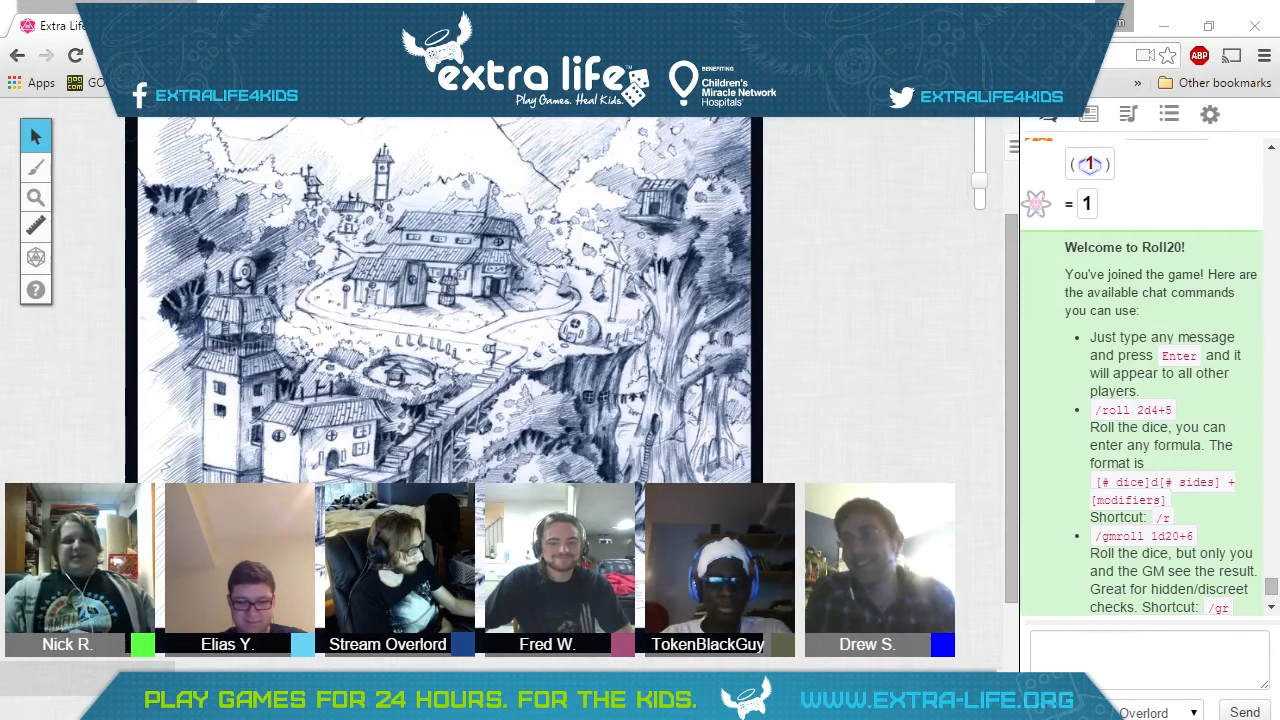 Extra Life
extra life™
Play Games. Heal Kids.
BENEFITING
Children's
Miracle Network
Hospitals®
EXTRALIFE4KIDS
EXTRALIFE4KIDS
ABP
Apps
»
Other bookmarks
(1)
= 1
Welcome to Roll20!
You've joined the game! Here are
the available chat commands
you can use:
• Just type any message
and press Enter and it
will appear to all other
players.
• /roll 2d4+5
Roll the dice, you can
enter any formula. The
format is
[# dice]d[# sides] +
[modifiers]
Shortcut: /r
• /gmroll 1d20+6
Roll the dice, but only you
and the GM see the result.
Great for hidden/discreet
checks. Shortcut: /gr
Nick R.
Elias Y.
Stream Overlord
Fred W.
TokenBlackGuy
Drew S.
Overlord
Send
PLAY GAMES FOR 24 HOURS. FOR THE KIDS.
WWW.EXTRA-LIFE.ORG